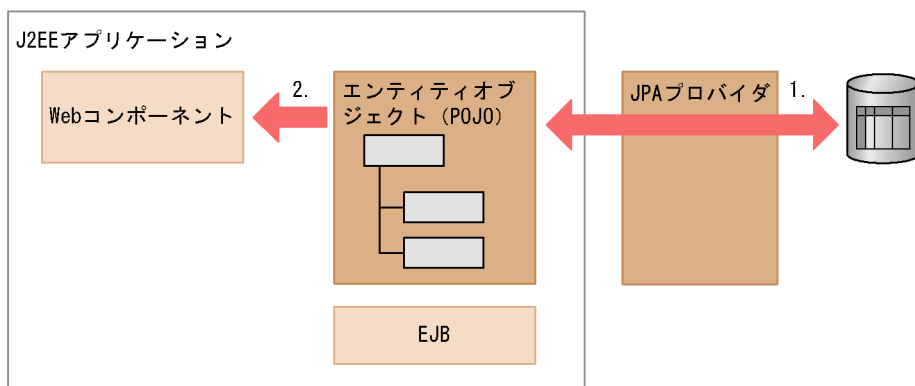 J2EEアプリケーション
Webコンポーネント
2.
エンティティオブ
ジェクト（POJO）
JPAプロバイダ
1.
EJB